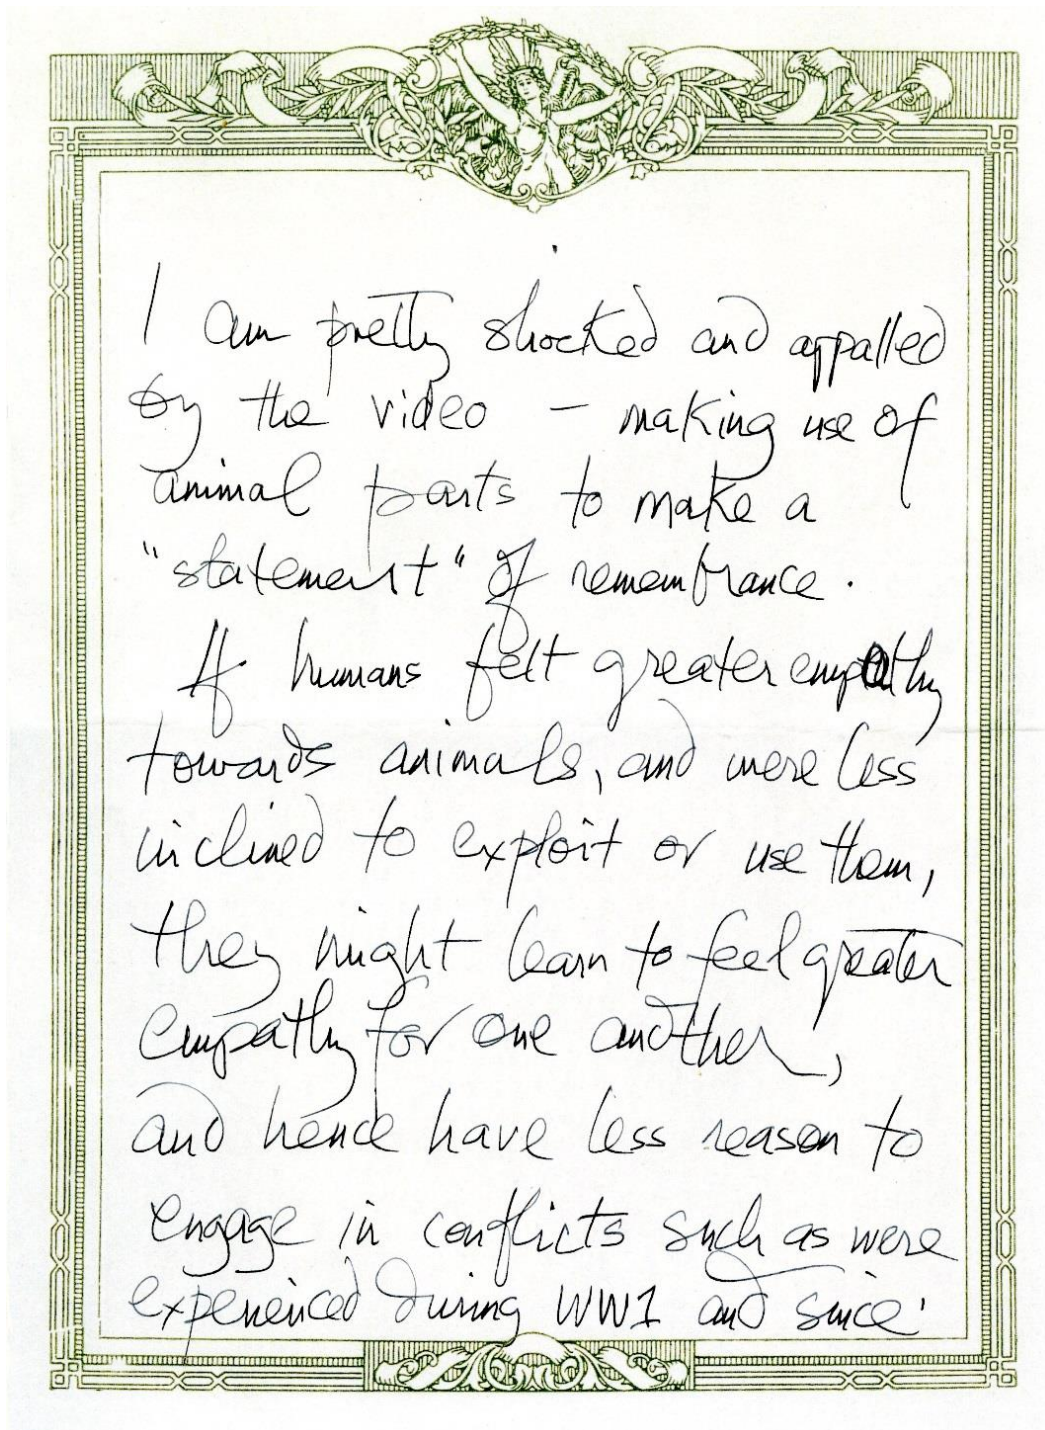 I am pretty shocked and appalled
by the video – making use of
animal parts to make a
"statement" of remembrance.
If humans felt greater empathy
towards animals, and were less
inclined to exploit or use them,
they might learn to feel greater
empathy for one another,
and hence have less reason to
engage in conflicts such as were
experienced during WW1 and since.